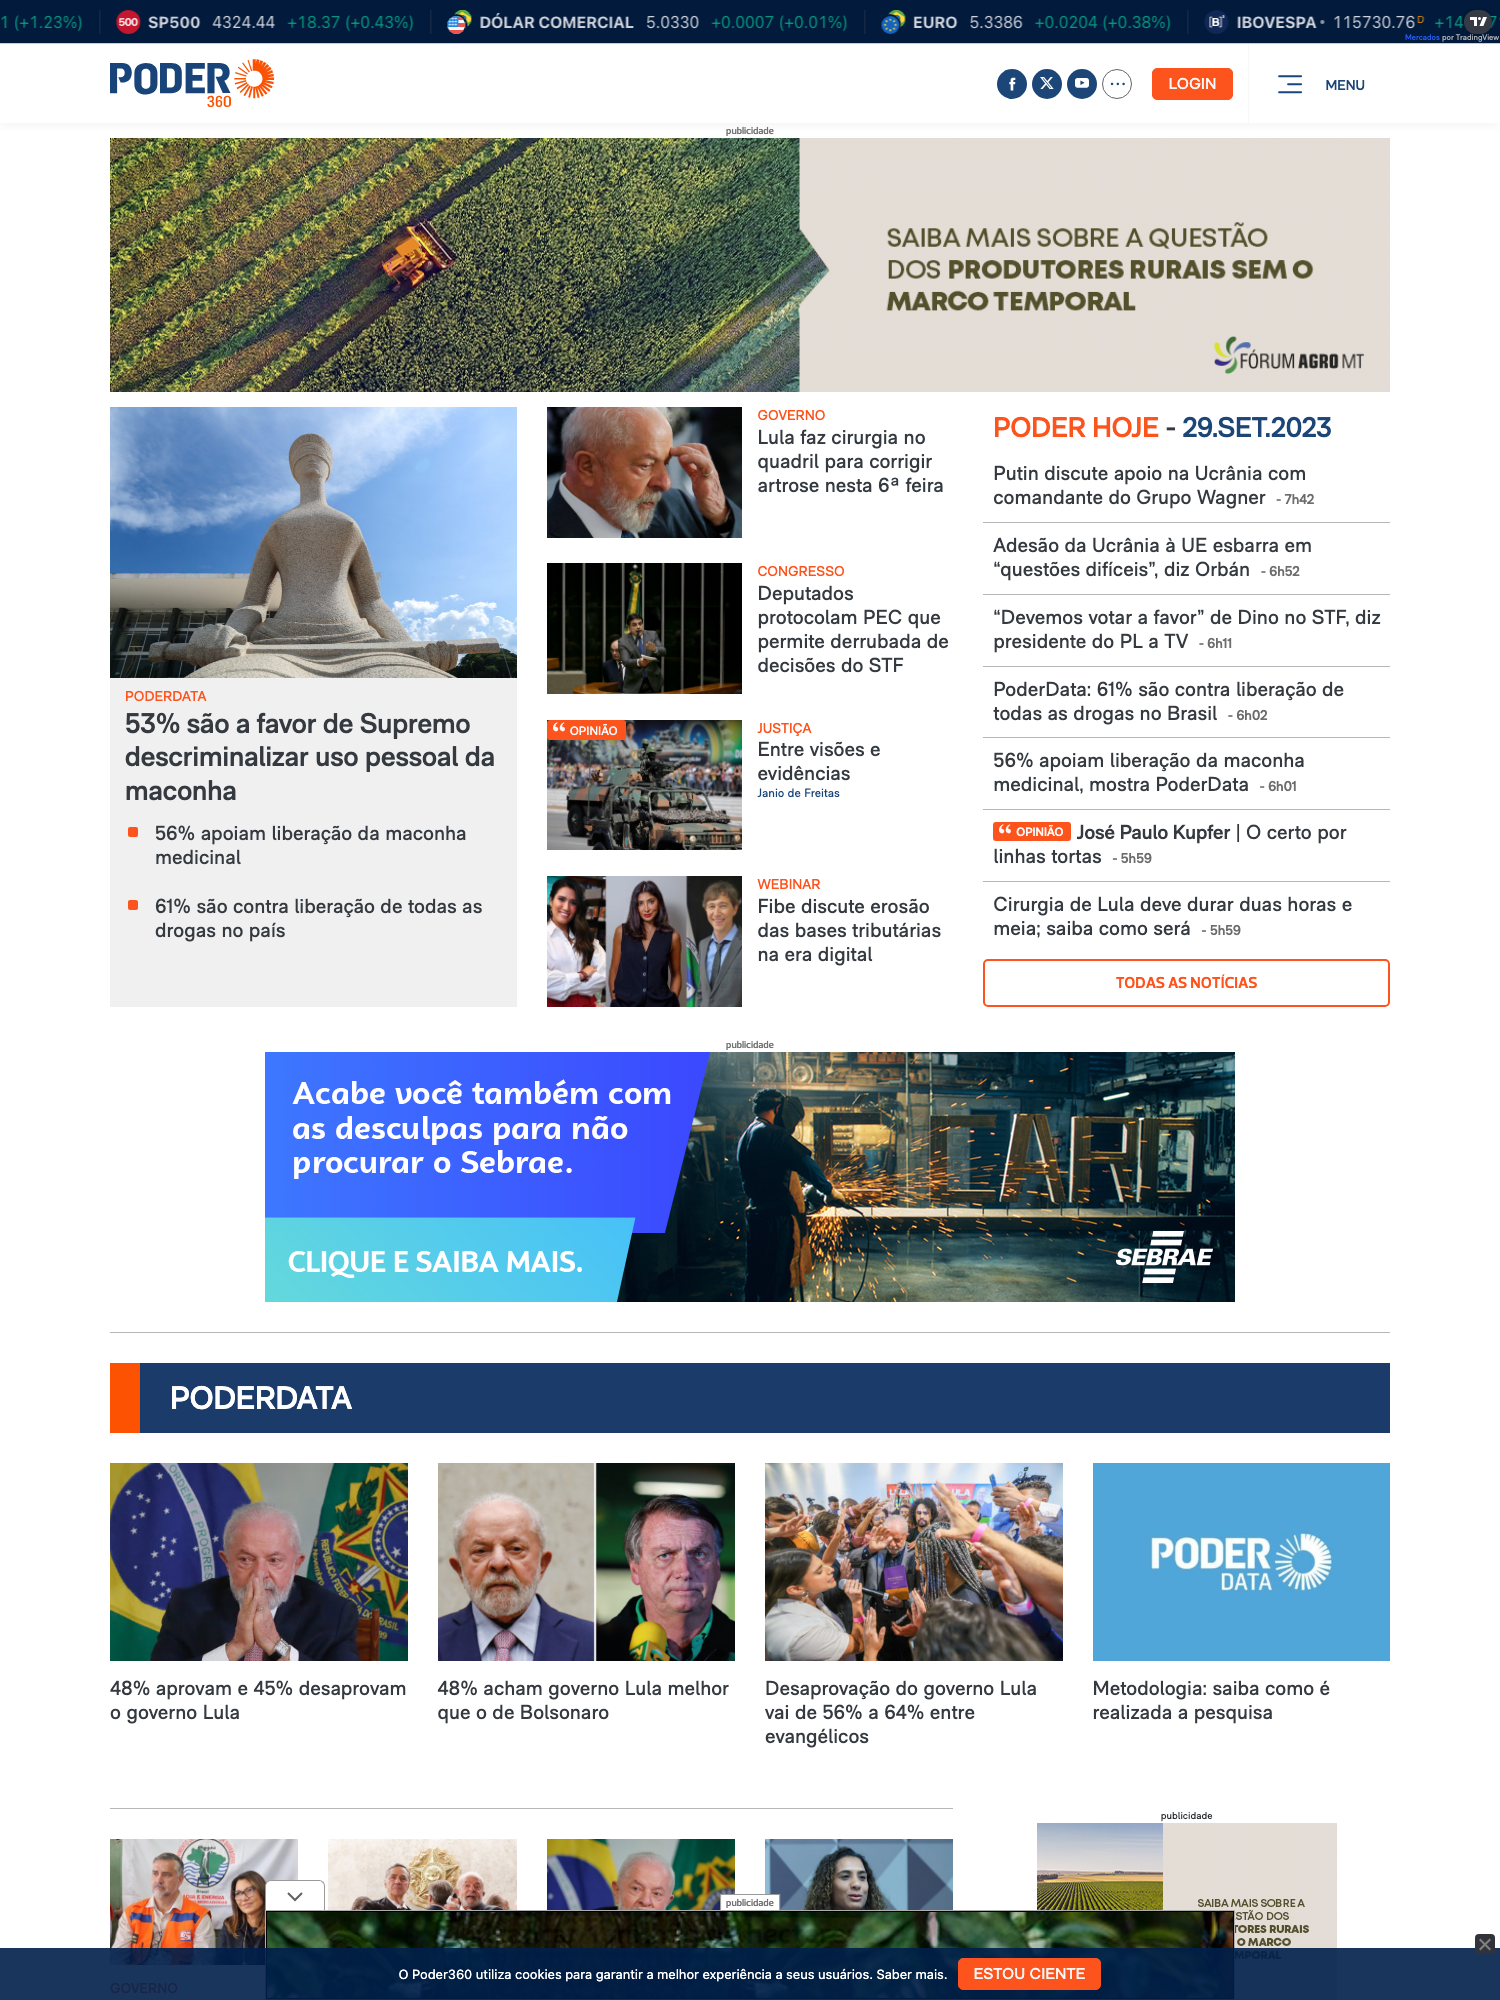 1 (+1.23%)
500 SP500 4324.44 +18.37 (+0.43%)
DÓLAR COMERCIAL 5.0330 +0.0007 (+0.01%)
EURO 5.3386 +0.0204 (+0.38%)
IBOVESPA 115730.76 D
Mercados por TradingView
PODER
360
LOGIN
MENU
publicidade
SAIBA MAIS SOBRE A QUESTÃO
DOS PRODUTORES RURAIS SEM O
MARCO TEMPORAL
FÓRUM AGRO MT
PODERDATA
53% são a favor de Supremo
descriminalizar uso pessoal da
maconha
56% apoiam liberação da maconha
medicinal
61% são contra liberação de todas as
drogas no país
GOVERNO
Lula faz cirurgia no
quadril para corrigir
artrose nesta 6ª feira
CONGRESSO
Deputados
protocolam PEC que
permite derrubada de
decisões do STF
“ OPINIÃO
JUSTIÇA
Entre visões e
evidências
Janio de Freitas
WEBINAR
Fibe discute erosão
das bases tributárias
na era digital
PODER HOJE - 29.SET.2023
Putin discute apoio na Ucrânia com
comandante do Grupo Wagner - 7h42
Adesão da Ucrânia à UE esbarra em
“questões difíceis”, diz Orbán - 6h52
“Devemos votar a favor” de Dino no STF, diz
presidente do PL a TV - 6h11
PoderData: 61% são contra liberação de
todas as drogas no Brasil - 6h02
56% apoiam liberação da maconha
medicinal, mostra PoderData - 6h01
“ OPINIÃO José Paulo Kupfer | O certo por
linhas tortas - 5h59
Cirurgia de Lula deve durar duas horas e
meia; saiba como será - 5h59
TODAS AS NOTÍCIAS
publicidade
Acabe você também com
as desculpas para não
procurar o Sebrae.
CLIQUE E SAIBA MAIS.
SEBRAE
PODERDATA
PODER
DATA
48% aprovam e 45% desaprovam
o governo Lula
48% acham governo Lula melhor
que o de Bolsonaro
Desaprovação do governo Lula
vai de 56% a 64% entre
evangélicos
Metodologia: saiba como é
realizada a pesquisa
publicidade
SAIBA MAIS SOBRE A
STÃO DOS
TORES RURAIS
O MARCO
MPORAL
publicidade
GOVERNO
O Poder360 utiliza cookies para garantir a melhor experiência a seus usuários. Saber mais.
ESTOU CIENTE